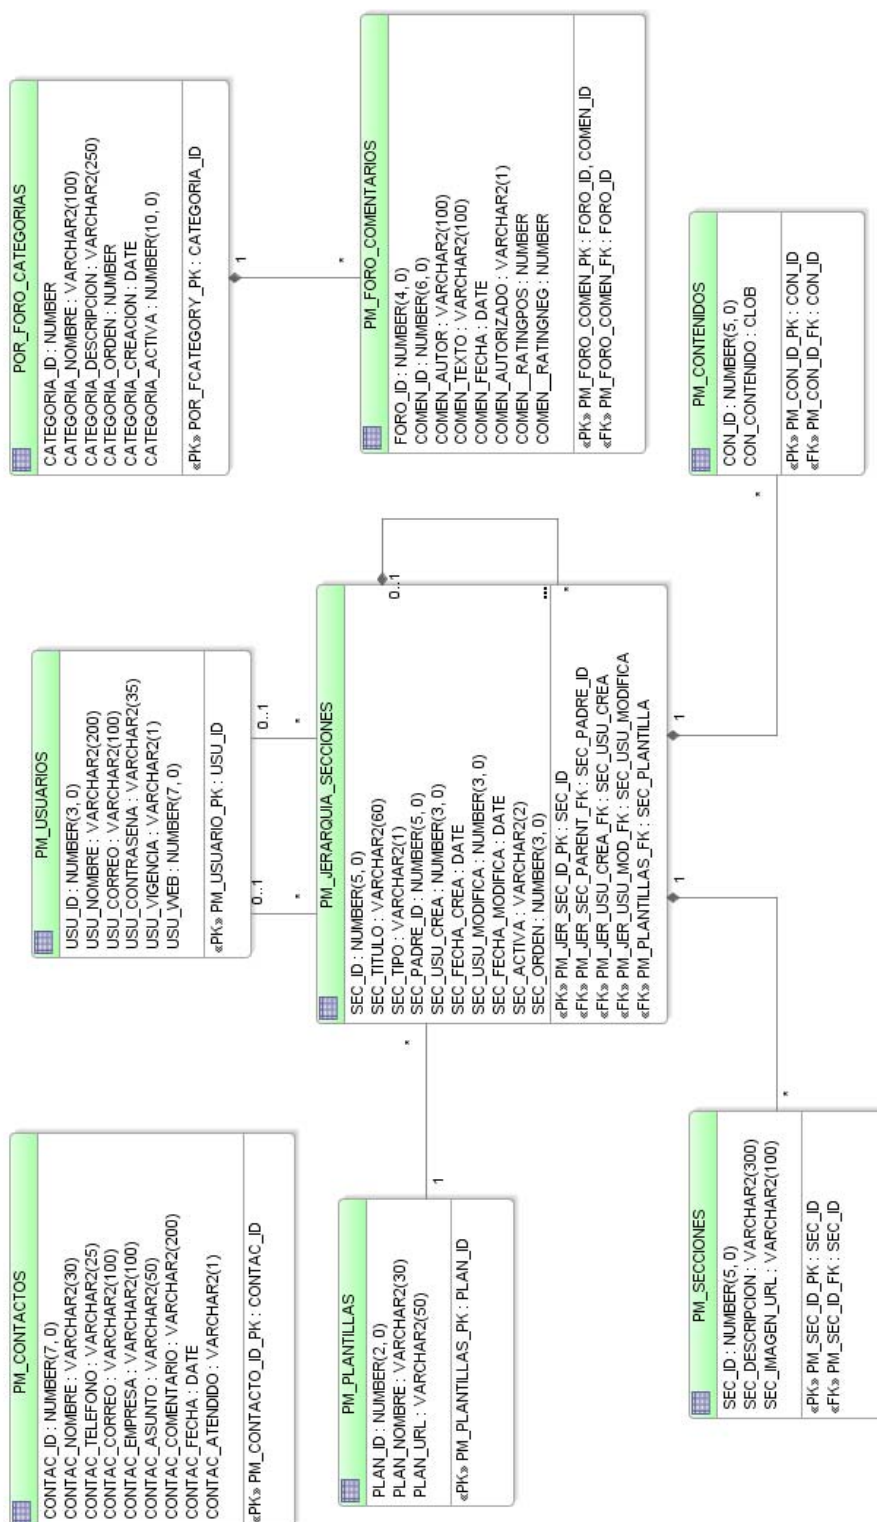 PM_CONTACTOS
CONTAC_ID : NUMBER(7, 0)
CONTAC_NOMBRE : VARCHAR2(30)
CONTAC_TELEFONO : VARCHAR2(25)
CONTAC_CORREO : VARCHAR2(100)
CONTAC_EMPRESA : VARCHAR2(100)
CONTAC_ASUNTO : VARCHAR2(50)
CONTAC_COMENTARIO : VARCHAR2(200)
CONTAC_FECHA : DATE
CONTAC_ATENDIDO : VARCHAR2(1)
«PK» PM_CONTACTO_ID_PK : CONTAC_ID
PM_USUARIOS
USU_ID : NUMBER(3, 0)
USU_NOMBRE : VARCHAR2(200)
USU_CORREO : VARCHAR2(100)
USU_CONTRASENA : VARCHAR2(35)
USU_VIGENCIA : VARCHAR2(1)
USU_WEB : NUMBER(7, 0)
«PK» PM_USUARIO_PK : USU_ID
0..1
0..1
*
*
POR_FORO_CATEGORIAS
CATEGORIA_ID : NUMBER
CATEGORIA_NOMBRE : VARCHAR2(100)
CATEGORIA_DESCRIPCION : VARCHAR2(250)
CATEGORIA_ORDEN : NUMBER
CATEGORIA_CREACION : DATE
CATEGORIA_ACTIVA : NUMBER(10, 0)
«PK» POR_FCATEGORY_PK : CATEGORIA_ID
1
*
PM_PLANTILLAS
PLAN_ID : NUMBER(2, 0)
PLAN_NOMBRE : VARCHAR2(30)
PLAN_URL : VARCHAR2(50)
«PK» PM_PLANTILLAS_PK : PLAN_ID
1
*
PM_JERARQUIA_SECCIONES
SEC_ID : NUMBER(5, 0)
SEC_TITULO : VARCHAR2(60)
SEC_TIPO : VARCHAR2(1)
SEC_PADRE_ID : NUMBER(5, 0)
SEC_USU_CREA : NUMBER(3, 0)
SEC_FECHA_CREA : DATE
SEC_USU_MODIFICA : NUMBER(3, 0)
SEC_FECHA_MODIFICA : DATE
SEC_ACTIVA : VARCHAR2(2)
SEC_ORDEN : NUMBER(3, 0)
...
«PK» PM_JER_SEC_ID_PK : SEC_ID
«FK» PM_JER_SEC_PARENT_FK : SEC_PADRE_ID
«FK» PM_JER_USU_CREA_FK : SEC_USU_CREA
«FK» PM_JER_USU_MOD_FK : SEC_USU_MODIFICA
«FK» PM_PLANTILLAS_FK : SEC_PLANTILLA
0..1
*
PM_FORO_COMENTARIOS
FORO_ID : NUMBER(4, 0)
COMEN_ID : NUMBER(6, 0)
COMEN_AUTOR : VARCHAR2(100)
COMEN_TEXTO : VARCHAR2(100)
COMEN_FECHA : DATE
COMEN_AUTORIZADO : VARCHAR2(1)
COMEN__RATINGPOS : NUMBER
COMEN__RATINGNEG : NUMBER
«PK» PM_FORO_COMEN_PK : FORO_ID, COMEN_ID
«FK» PM_FORO_COMEN_FK : FORO_ID
1
1
*
*
PM_SECCIONES
SEC_ID : NUMBER(5, 0)
SEC_DESCRIPCION : VARCHAR2(300)
SEC_IMAGEN_URL : VARCHAR2(100)
«PK» PM_SEC_ID_PK : SEC_ID
«FK» PM_SEC_ID_FK : SEC_ID
PM_CONTENIDOS
CON_ID : NUMBER(5, 0)
CON_CONTENIDO : CLOB
«PK» PM_CON_ID_PK : CON_ID
«FK» PM_CON_ID_FK : CON_ID